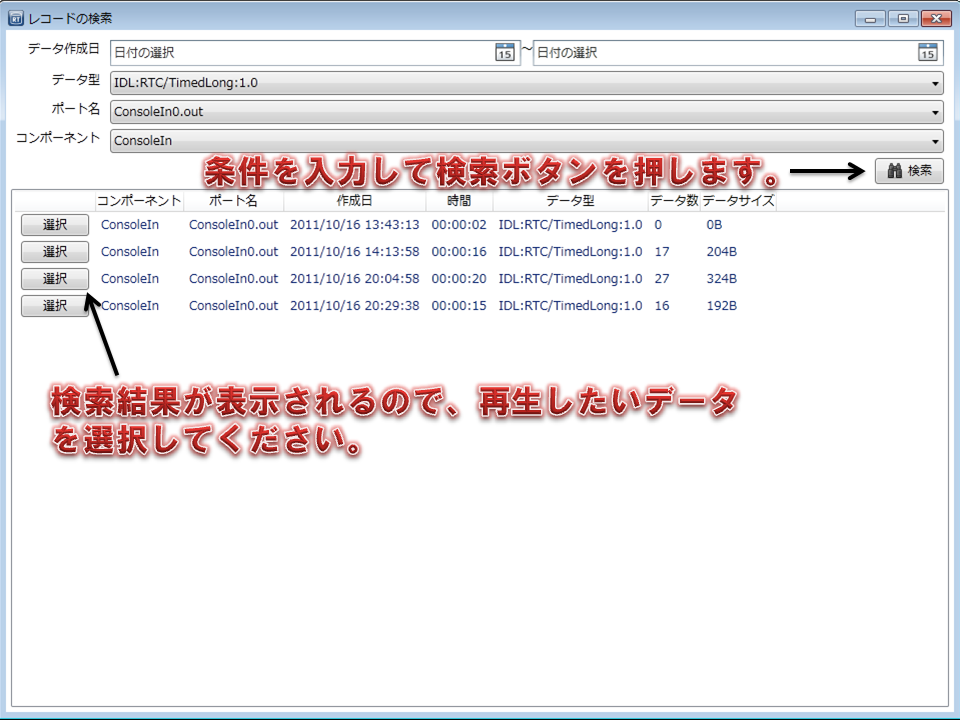 レコードの検索
データ作成日 日付の選択 15 ～ 日付の選択 15
データ型 IDL:RTC/TimedLong:1.0
ポート名 ConsoleIn0.out
コンポーネント ConsoleIn
条件を入力して検索ボタンを押します。 検索
コンポーネント ポート名 作成日 時間 データ型 データ数 データサイズ
選択 ConsoleIn ConsoleIn0.out 2011/10/16 13:43:13 00:00:02 IDL:RTC/TimedLong:1.0 0 0B
選択 ConsoleIn ConsoleIn0.out 2011/10/16 14:13:58 00:00:16 IDL:RTC/TimedLong:1.0 17 204B
選択 ConsoleIn ConsoleIn0.out 2011/10/16 20:04:58 00:00:20 IDL:RTC/TimedLong:1.0 27 324B
選択 ConsoleIn ConsoleIn0.out 2011/10/16 20:29:38 00:00:15 IDL:RTC/TimedLong:1.0 16 192B
検索結果が表示されるので、再生したいデータ
を選択してください。